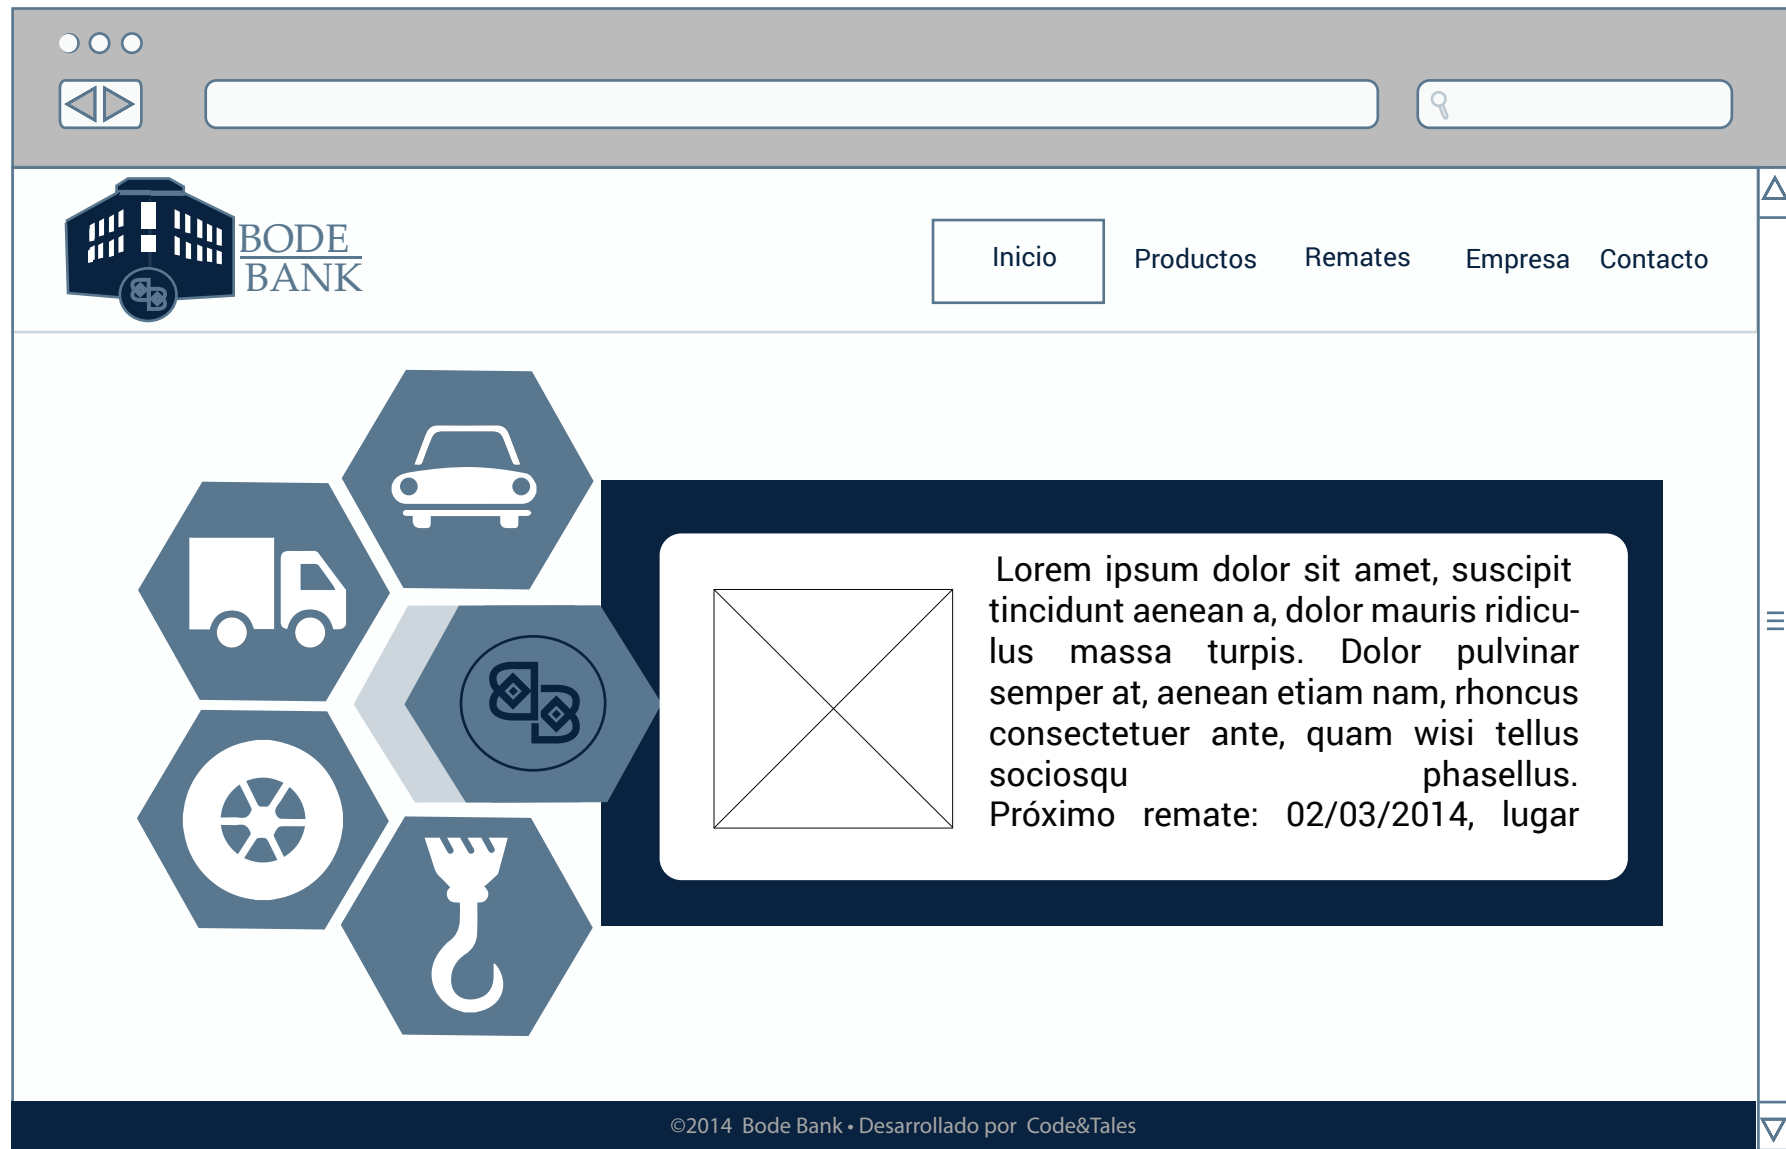 BODE
BANK
Inicio
Productos
Remates
Empresa
Contacto
Lorem ipsum dolor sit amet, suscipit
tincidunt aenean a, dolor mauris ridicu-
lus massa turpis. Dolor pulvinar
semper at, aenean etiam nam, rhoncus
consectetuer ante, quam wisi tellus
sociosqu phasellus.
Próximo remate: 02/03/2014, lugar
©2014 Bode Bank • Desarrollado por Code&Tales